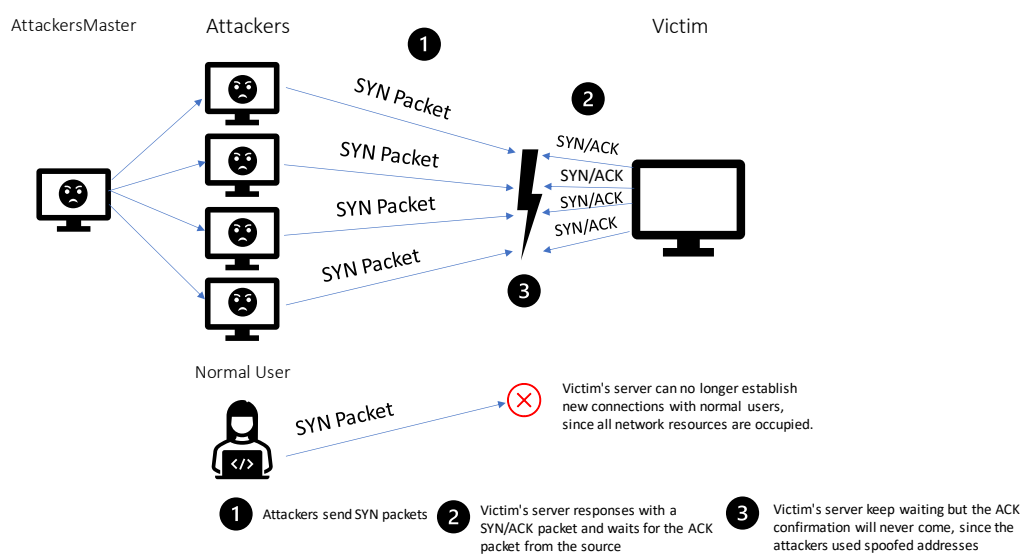 AttackersMaster
Attackers
Victim
1
SYN Packet
2
SYN/ACK
SYN Packet
SYN/ACK
SYN Packet
SYN/ACK
SYN/ACK
SYN Packet
3
Normal User
SYN Packet
Victim's server can no longer establish
new connections with normal users,
since all network resources are occupied.
</>
1
Attackers send SYN packets
2
Victim's server responses with a
SYN/ACK packet and waits for the ACK
packet from the source
3
Victim's server keep waiting but the ACK
confirmation will never come, since the
attackers used spoofed addresses